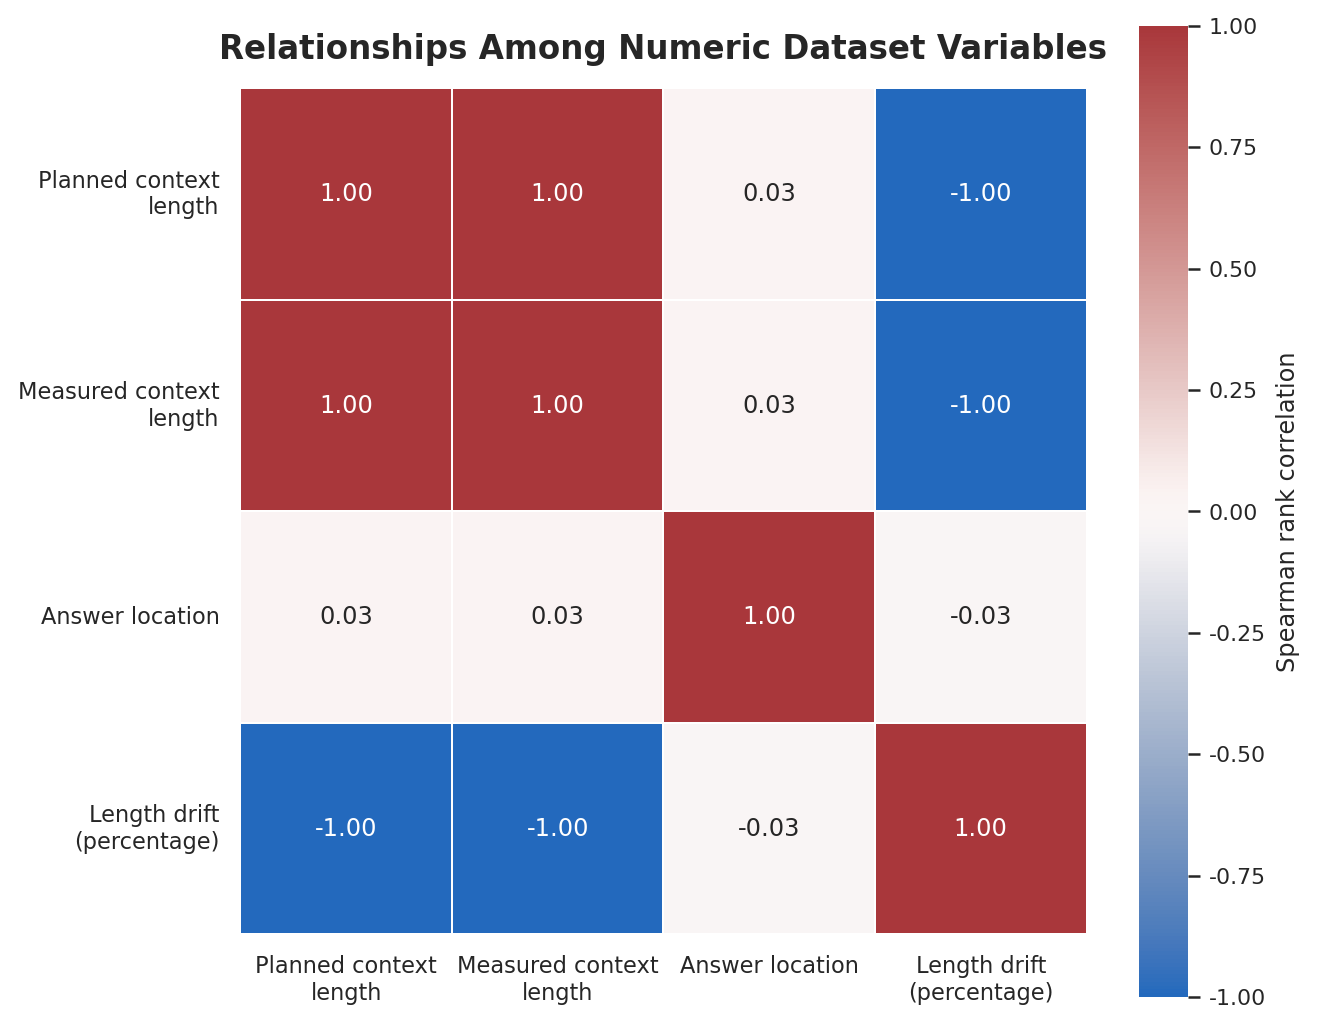 Relationships Among Numeric Dataset Variables
Planned context
length
1.00
1.00
0.03
-1.00
Measured context
length
1.00
1.00
0.03
-1.00
Answer location
0.03
0.03
1.00
-0.03
Length drift
(percentage)
-1.00
-1.00
-0.03
1.00
Planned context
length
Measured context
length
Answer location
Length drift
(percentage)
1.00
0.75
0.50
0.25
0.00
-0.25
-0.50
-0.75
-1.00
Spearman rank correlation